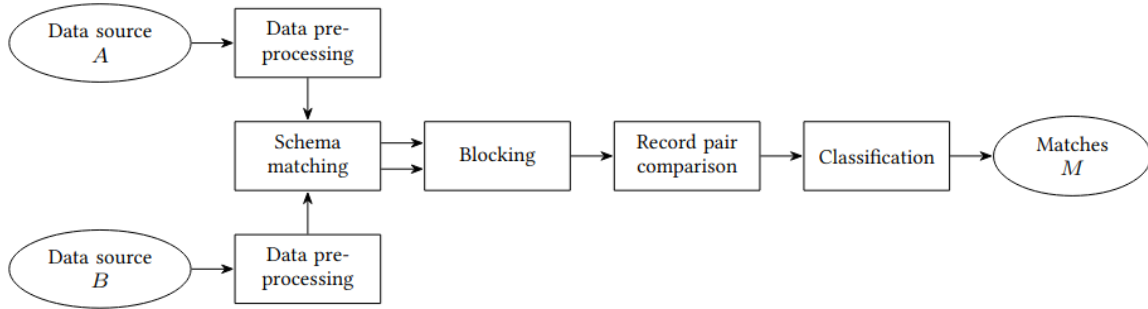 Data source
A
Data pre-
processing
Schema
matching
Blocking
Record pair
comparison
Classification
Matches
M
Data source
B
Data pre-
processing